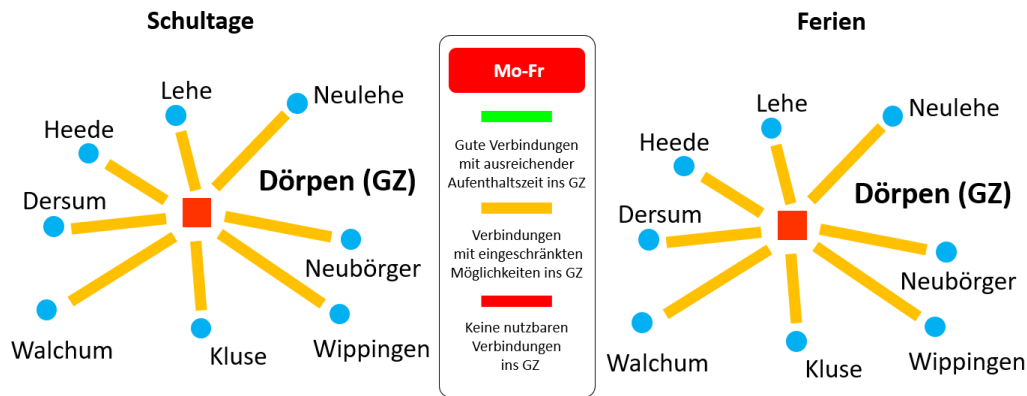 Schultage
Lehe
Neulehe
Heede
Dörpen (GZ)
Dersum
Neubörger
Walchum
Kluse
Wippingen
Mo-Fr
Gute Verbindungen
mit ausreichender
Aufenthaltszeit ins GZ
Verbindungen
mit eingeschränkten
Möglichkeiten ins GZ
Keine nutzbaren
Verbindungen
ins GZ
Ferien
Lehe
Neulehe
Heede
Dörpen (GZ)
Dersum
Neubörger
Walchum
Kluse
Wippingen